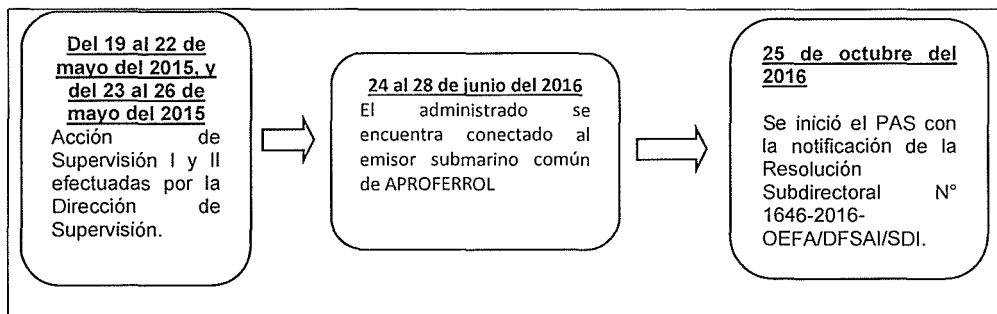 Del 19 al 22 de
mayo del 2015, y
del 23 al 26 de
mayo del 2015
Acción de
Supervisión I y II
efectuadas por la
Dirección de
Supervisión.
24 al 28 de junio del 2016
El administrado se
encuentra conectado al
emisor submarino común
de APROFERROL
25 de octubre del
2016
Se inició el PAS con
la notificación de la
Resolución
Subdirectoral N°
1646-2016-
OEFA/DFSAI/SDI.